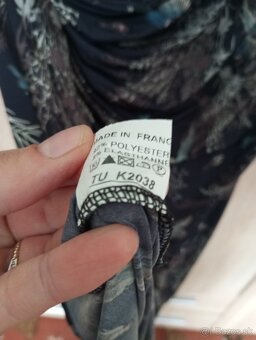 MADE IN FRANC
% POLYESTER
% ELASTHANNE
TU K2038